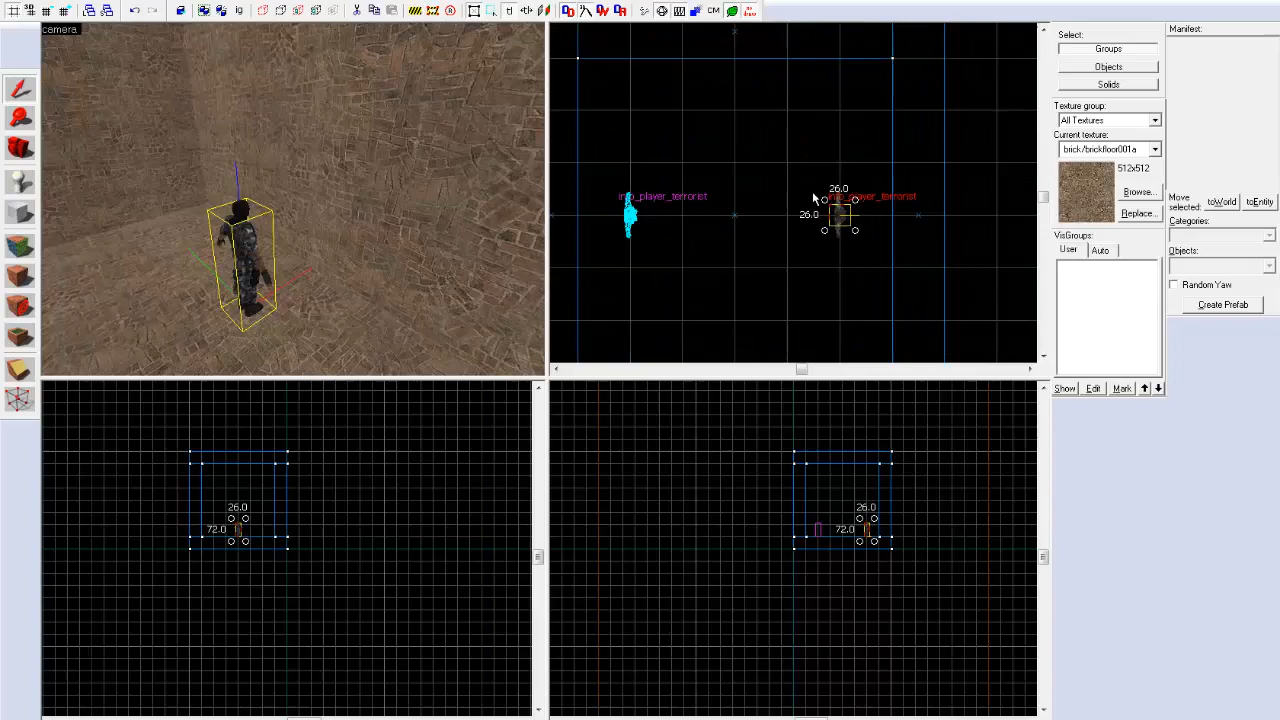 camera
CM
info_player_terrorist
26.0
26.0
info_player_terrorist
26.0
72.0
26.0
72.0
Select:
Groups
Objects
Solids
Texture group:
All Textures
Current texture:
brick/brickfloor001a
512x512
Browse...
Replace...
VisGroups:
User
Auto
Show
Edit
Mark
Manifest:
Move selected:
toWorld
toEntity
Categories:
Objects:
Random Yaw
Create Prefab